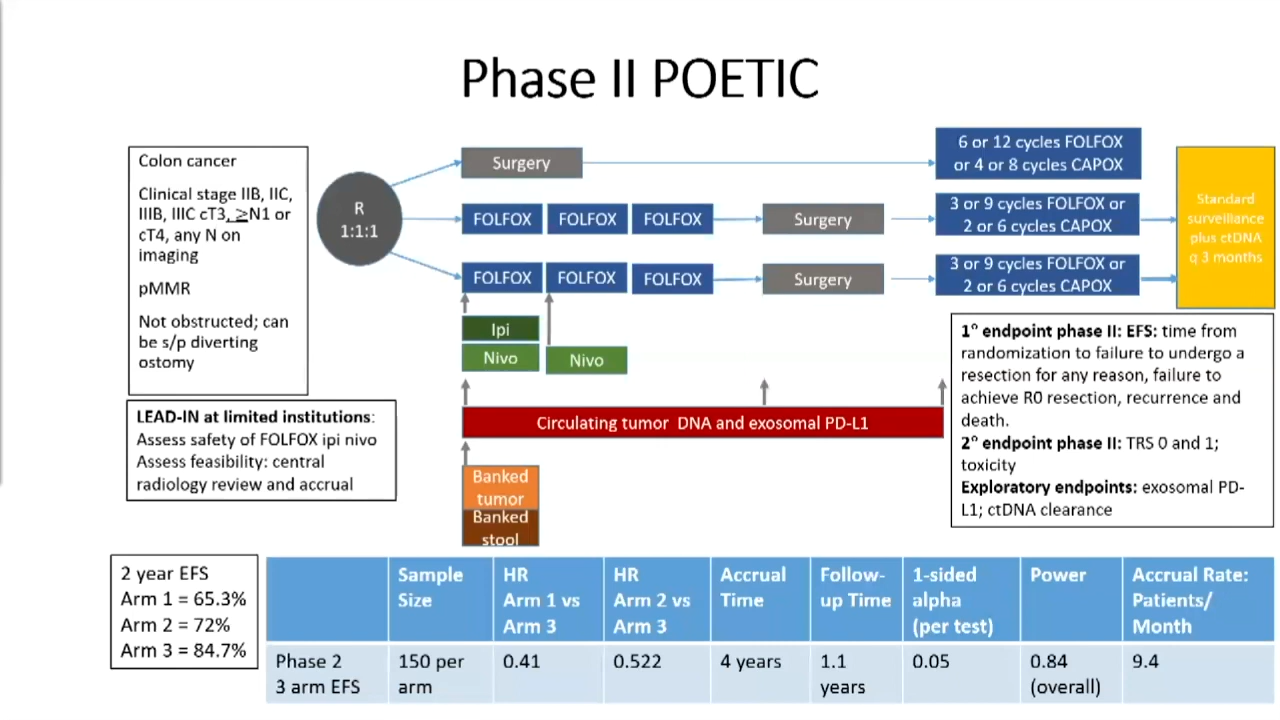 Phase II POETIC
Colon cancer
Clinical stage IIB, IIC,
IIIB, IIIC cT3, ≥N1 or
cT4, any N on
imaging
pMMR
Not obstructed; can
be s/p diverting
ostomy
LEAD-IN at limited institutions:
Assess safety of FOLFOX ipi nivo
Assess feasibility: central
radiology review and accrual
R
1:1:1
Surgery
6 or 12 cycles FOLFOX
or 4 or 8 cycles CAPOX
FOLFOX
FOLFOX
FOLFOX
Surgery
3 or 9 cycles FOLFOX or
2 or 6 cycles CAPOX
FOLFOX
FOLFOX
FOLFOX
Surgery
3 or 9 cycles FOLFOX or
2 or 6 cycles CAPOX
Standard
surveillance
plus ctDNA
q 3 months
Ipi
Nivo
Nivo
Circulating tumor DNA and exosomal PD-L1
Banked
tumor
Banked
stool
1° endpoint phase II: EFS: time from
randomization to failure to undergo a
resection for any reason, failure to
achieve R0 resection, recurrence and
death.
2° endpoint phase II: TRS 0 and 1;
toxicity
Exploratory endpoints: exosomal PD-
L1; ctDNA clearance
2 year EFS
Arm 1 = 65.3%
Arm 2 = 72%
Arm 3 = 84.7%
Sample
Size
HR
Arm 1 vs
Arm 3
HR
Arm 2 vs
Arm 3
Accrual
Time
Follow-
up Time
1-sided
alpha
(per test)
Power
Accrual Rate:
Patients/
Month
Phase 2
3 arm EFS
150 per
arm
0.41
0.522
4 years
1.1
years
0.05
0.84
(overall)
9.4